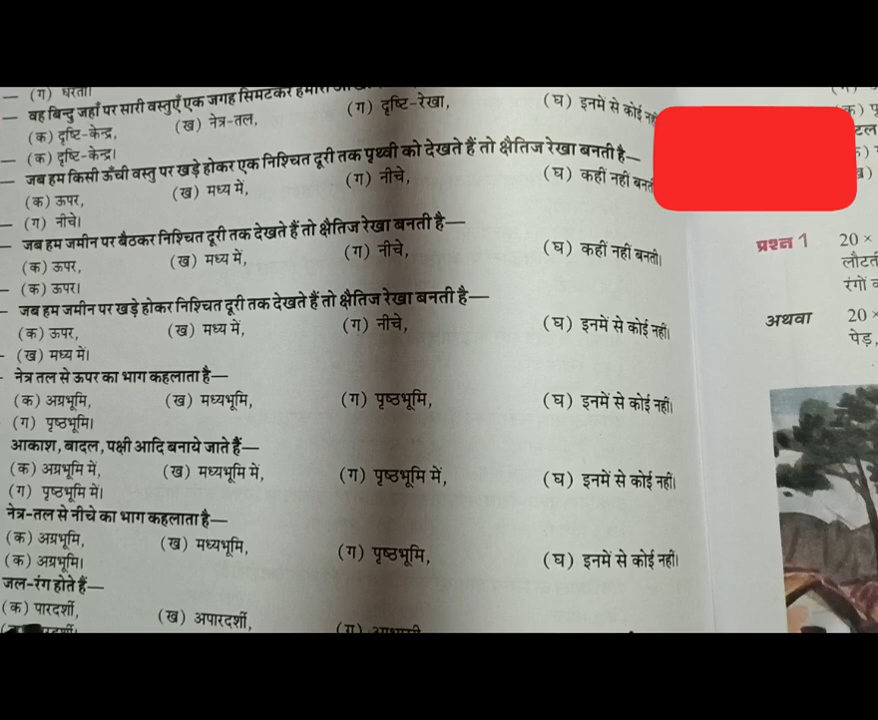 — (ग) धरती।
— वह बिन्दु जहाँ पर सारी वस्तुएँ एक जगह सिमटकर हमारी
(क) दृष्टि-केन्द्र, (ख) नेत्र-तल, (ग) दृष्टि-रेखा, (घ) इनमें से कोई नहीं
— (क) दृष्टि-केन्द्र।
— जब हम किसी ऊँची वस्तु पर खड़े होकर एक निश्चित दूरी तक पृथ्वी को देखते हैं तो क्षैतिज रेखा बनती है—
(क) ऊपर, (ख) मध्य में, (ग) नीचे, (घ) कहीं नहीं बनती
— (ग) नीचे।
— जब हम जमीन पर बैठकर निश्चित दूरी तक देखते हैं तो क्षैतिज रेखा बनती है—
(क) ऊपर, (ख) मध्य में, (ग) नीचे, (घ) कहीं नहीं बनती।
— (क) ऊपर।
— जब हम जमीन पर खड़े होकर निश्चित दूरी तक देखते हैं तो क्षैतिज रेखा बनती है—
(क) ऊपर, (ख) मध्य में, (ग) नीचे, (घ) इनमें से कोई नहीं।
— (ख) मध्य में।
— नेत्र तल से ऊपर का भाग कहलाता है—
(क) अग्रभूमि, (ख) मध्यभूमि, (ग) पृष्ठभूमि, (घ) इनमें से कोई नहीं।
(ग) पृष्ठभूमि।
आकाश, बादल, पक्षी आदि बनाये जाते हैं—
(क) अग्रभूमि में, (ख) मध्यभूमि में, (ग) पृष्ठभूमि में, (घ) इनमें से कोई नहीं।
(ग) पृष्ठभूमि में।
नेत्र-तल से नीचे का भाग कहलाता है—
(क) अग्रभूमि, (ख) मध्यभूमि, (ग) पृष्ठभूमि, (घ) इनमें से कोई नहीं।
(क) अग्रभूमि।
जल-रंग होते हैं—
(क) पारदर्शी, (ख) अपारदर्शी, (ग)
प्रश्न 1 20 ×
लौटती
रंगों
अथवा 20 ×
पेड़,